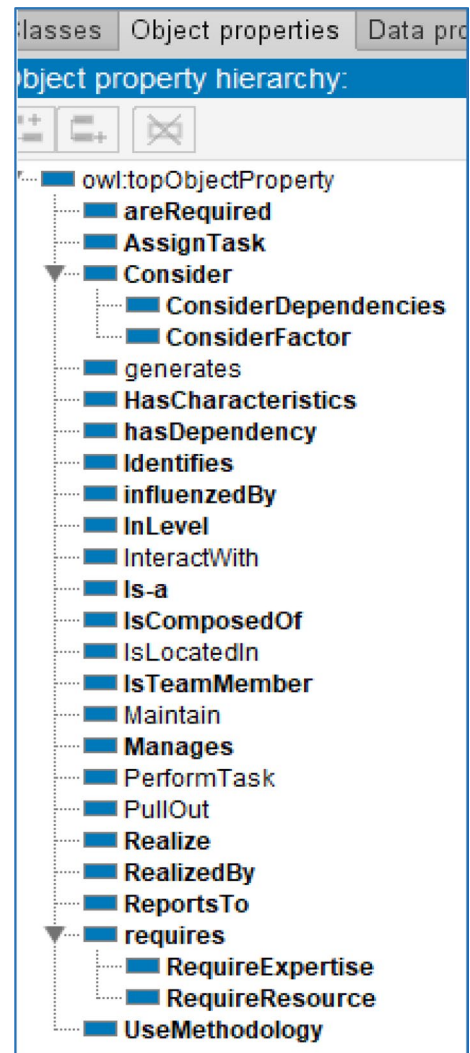 lasses Object properties Data pro
bject property hierarchy:
owl:topObjectProperty
areRequired
AssignTask
Consider
ConsiderDependencies
ConsiderFactor
generates
HasCharacteristics
hasDependency
Identifies
influenzedBy
InLevel
InteractWith
Is-a
IsComposedOf
IsLocatedIn
IsTeamMember
Maintain
Manages
PerformTask
PullOut
Realize
RealizedBy
ReportsTo
requires
RequireExpertise
RequireResource
UseMethodology